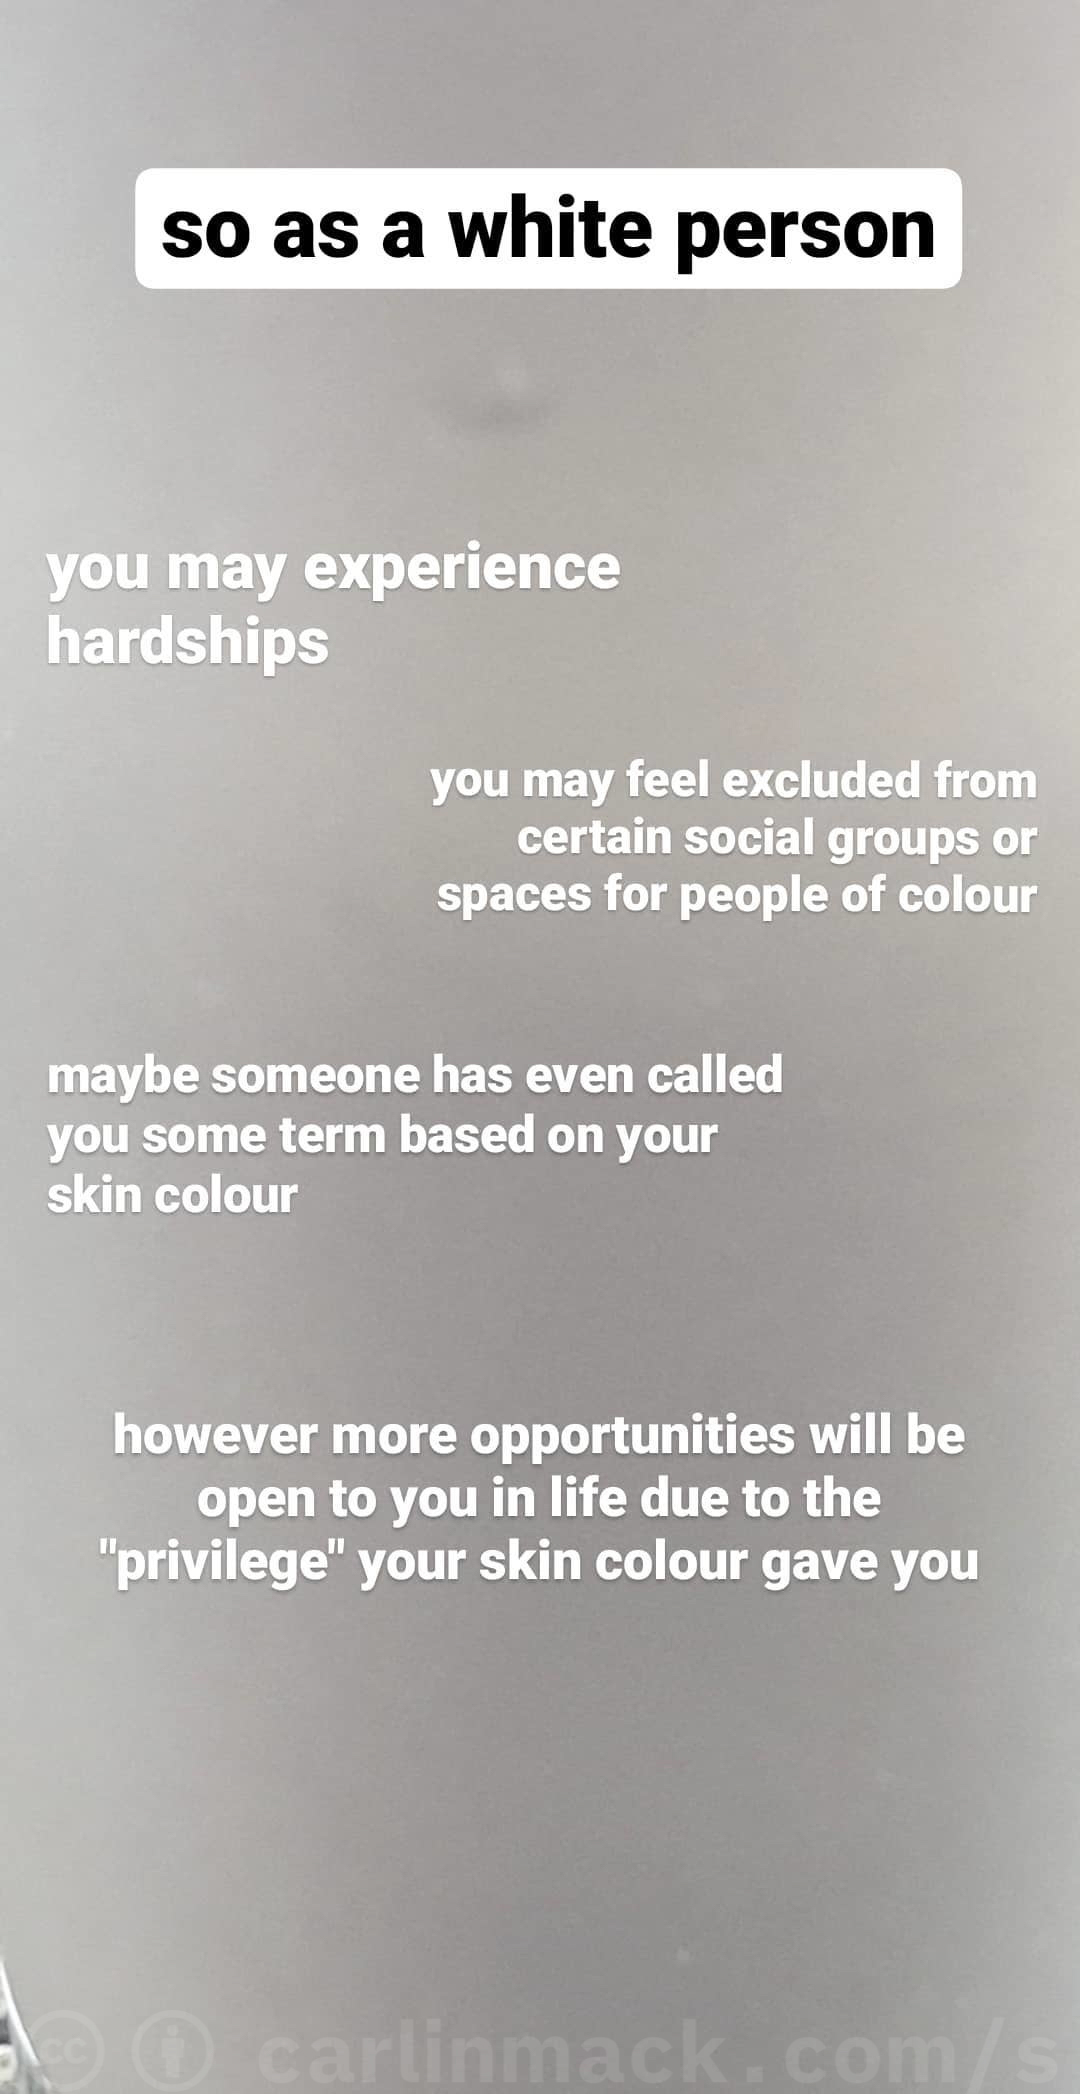 so as a white person
you may experience
hardships
you may feel excluded from
certain social groups or
spaces for people of colour
maybe someone has even called
you some term based on your
skin colour
however more opportunities will be
open to you in life due to the
"privilege" your skin colour gave you
cc carlinmack.com/s